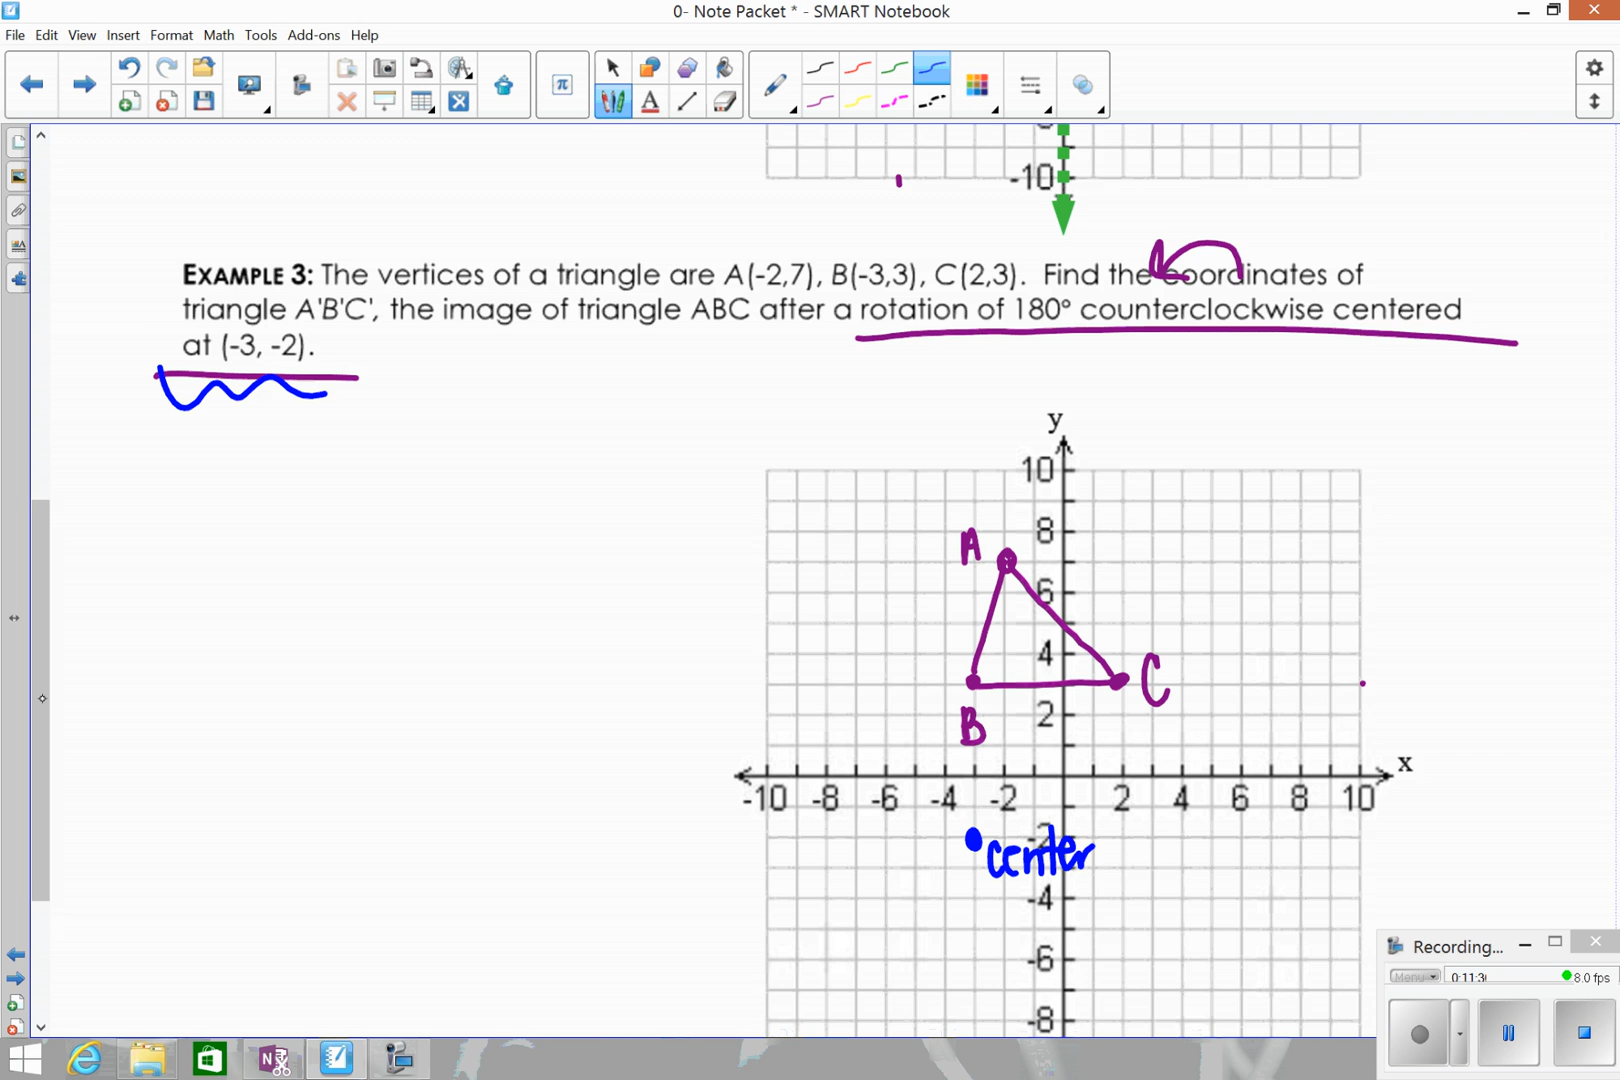 0- Note Packet * - SMART Notebook
File Edit View Insert Format Math Tools Add-ons Help
π
A
-10
EXAMPLE 3: The vertices of a triangle are A(-2,7), B(-3,3), C(2,3). Find the coordinates of
triangle A'B'C', the image of triangle ABC after a rotation of 180° counterclockwise centered
at (-3, -2).
y
10
8
A
6
4
C
2
B
x
-10 -8 -6 -4 -2 2 4 6 8 10
-2
center
-4
-6
-8
Recording...
Menu
8.0 fps